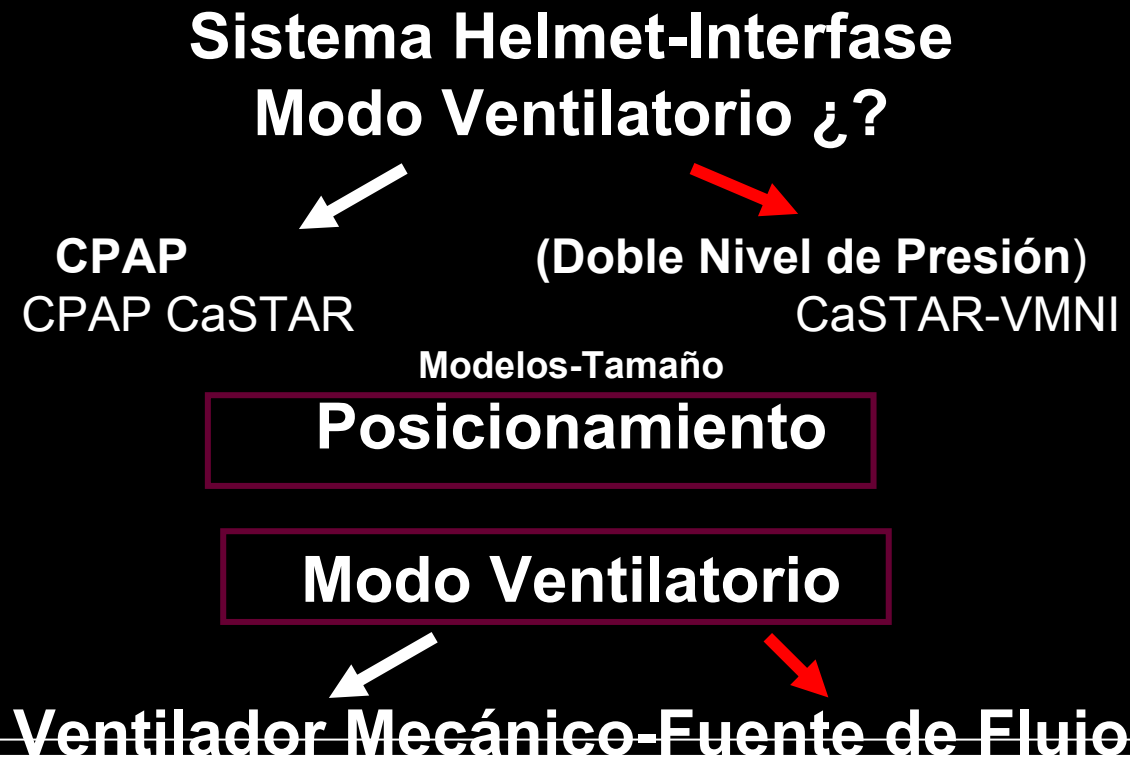 Sistema Helmet-Interfase
Modo Ventilatorio ¿?
CPAP (Doble Nivel de Presión)
CPAP CaSTAR CaSTAR-VMNI
Modelos-Tamaño
Posicionamiento
Modo Ventilatorio
Ventilador Mecánico-Fuente de Flujo